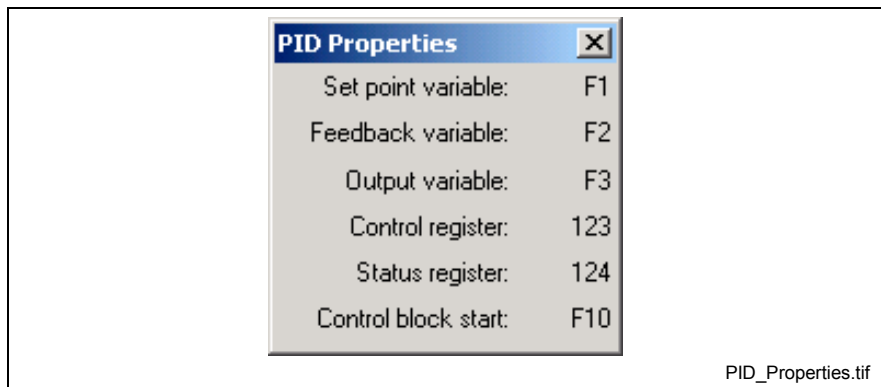 PID Properties
Set point variable: F1
Feedback variable: F2
Output variable: F3
Control register: 123
Status register: 124
Control block start: F10
PID_Properties.tif